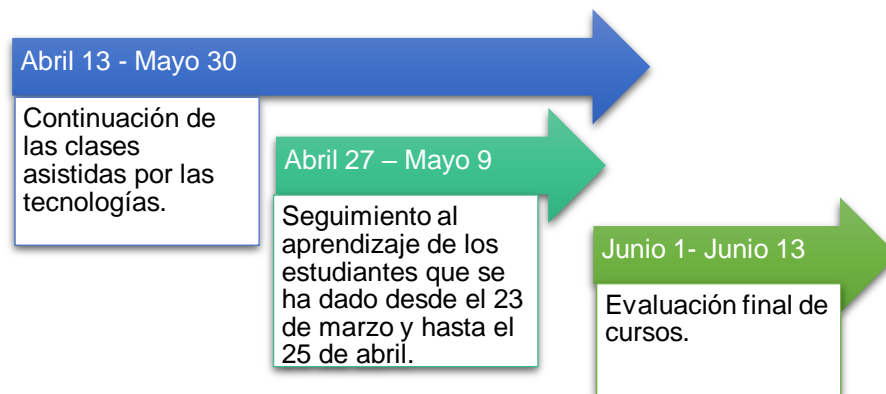 Abril 13 - Mayo 30
Continuación de
las clases
asistidas por las
tecnologías.
Abril 27 – Mayo 9
Seguimiento al
aprendizaje de los
estudiantes que se
ha dado desde el 23
de marzo y hasta el
25 de abril.
Junio 1- Junio 13
Evaluación final de
cursos.